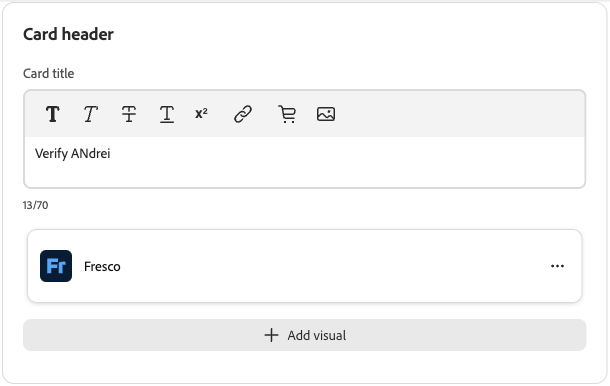 Card header
Card title
T T T T x²
Verify ANdrei
13/70
Fr Fresco
Add visual